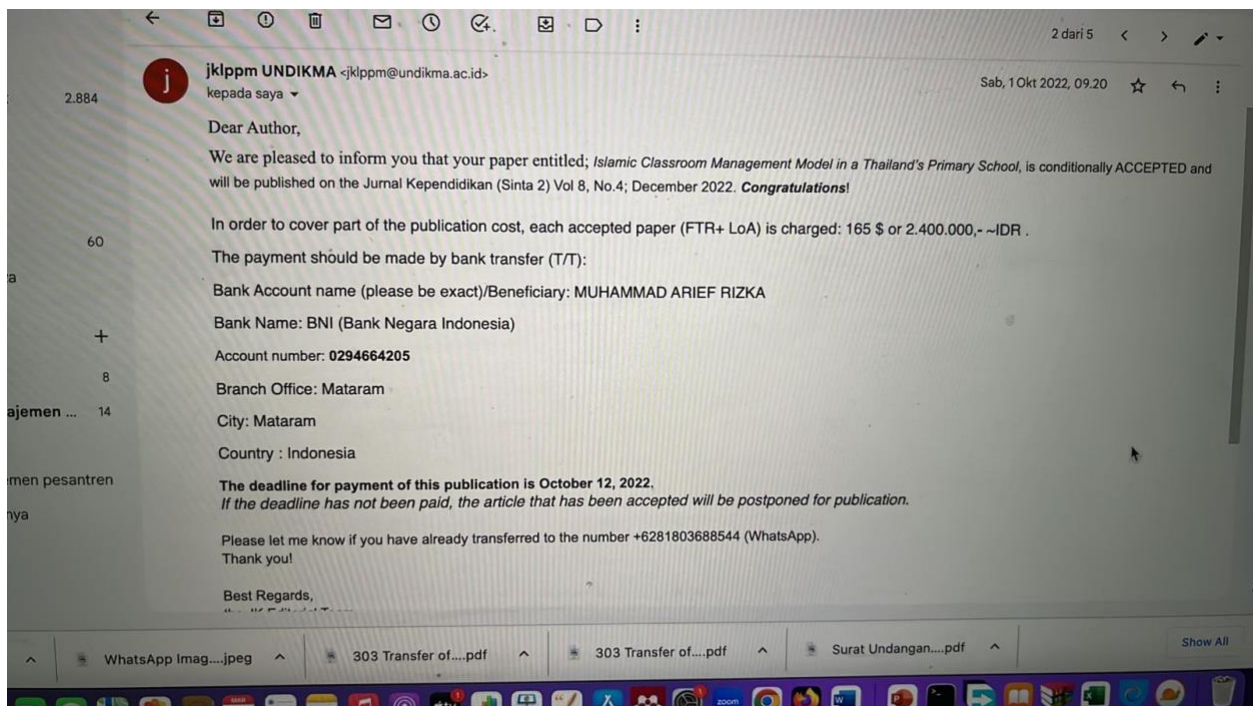 2 dari 5
jklppm UNDIKMA <jklppm@undikma.ac.id>
Sab, 1 Okt 2022, 09.20
kepada saya
j
2.884
Dear Author,
We are pleased to inform you that your paper entitled; Islamic Classroom Management Model in a Thailand's Primary School, is conditionally ACCEPTED and
will be published on the Jurnal Kependidikan (Sinta 2) Vol 8, No.4; December 2022. Congratulations!
In order to cover part of the publication cost, each accepted paper (FTR+ LoA) is charged: 165 $ or 2.400.000,- ~IDR .
60
The payment should be made by bank transfer (T/T):
a
Bank Account name (please be exact)/Beneficiary: MUHAMMAD ARIEF RIZKA
Bank Name: BNI (Bank Negara Indonesia)
+
Account number: 0294664205
8
Branch Office: Mataram
ajemen ... 14
City: Mataram
Country : Indonesia
men pesantren
The deadline for payment of this publication is October 12, 2022.
If the deadline has not been paid, the article that has been accepted will be postponed for publication.
nya
Please let me know if you have already transferred to the number +6281803688544 (WhatsApp).
Thank you!
Best Regards,
WhatsApp Imag....jpeg
303 Transfer of....pdf
303 Transfer of....pdf
Surat Undangan....pdf
Show All
zoom